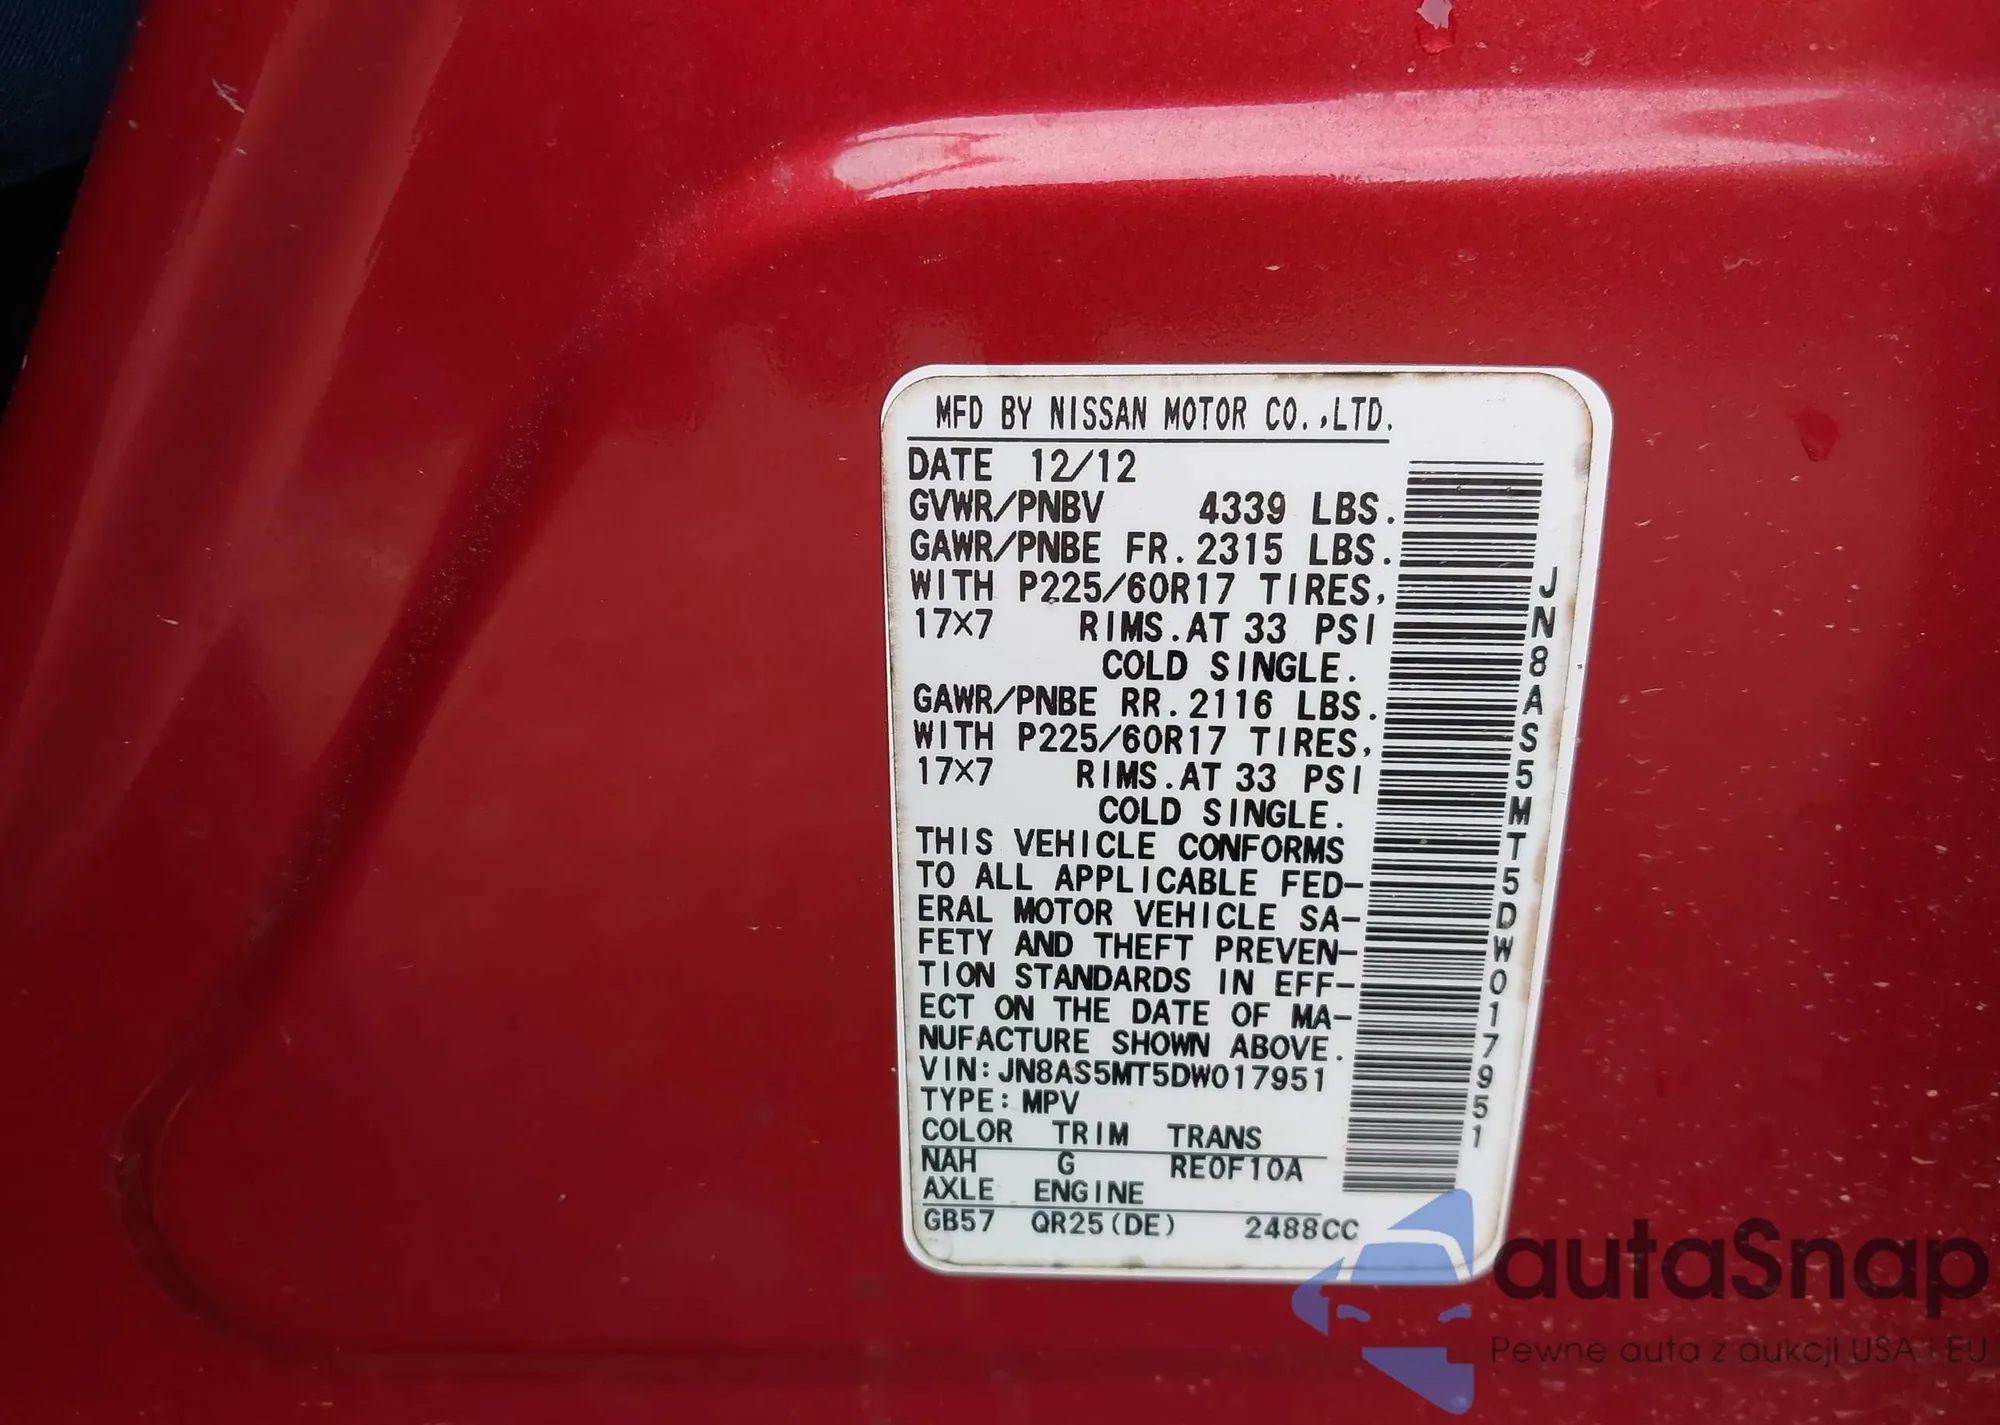 MFD BY NISSAN MOTOR CO.,LTD.
DATE 12/12
GVWR/PNBV 4339 LBS.
GAWR/PNBE FR.2315 LBS.
WITH P225/60R17 TIRES,
17×7 RIMS.AT 33 PSI
COLD SINGLE.
GAWR/PNBE RR.2116 LBS.
WITH P225/60R17 TIRES,
17×7 RIMS.AT 33 PSI
COLD SINGLE.
THIS VEHICLE CONFORMS
TO ALL APPLICABLE FED-
ERAL MOTOR VEHICLE SA-
FETY AND THEFT PREVEN-
TION STANDARDS IN EFF-
ECT ON THE DATE OF MA-
NUFACTURE SHOWN ABOVE.
VIN:JN8AS5MT5DW017951
TYPE:MPV
COLOR TRIM TRANS
NAH G RE0F10A
AXLE ENGINE
GB57 QR25(DE) 2488CC
JN8AS5MT5DW017951
autaSnap
Pewne auta z aukcji USA i EU